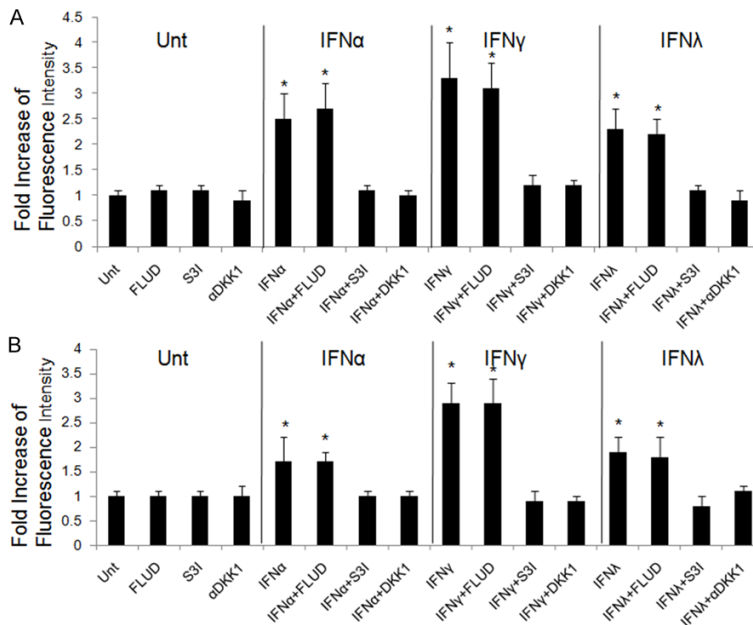 A
Fold Increase of
Fluorescence Intensity
4.5
4
3.5
3
2.5
2
1.5
1
0.5
0
Unt
IFNα
IFNγ
IFNλ
* * * * * *
Unt
FLUD
S3I
αDKK1
IFNα
IFNα+FLUD
IFNα+S3I
IFNα+DKK1
IFNγ
IFNγ+FLUD
IFNγ+S3I
IFNγ+DKK1
IFNλ
IFNλ+FLUD
IFNλ+S3I
IFNλ+αDKK1
B
Fold Increase of
Fluorescence Intensity
4
3.5
3
2.5
2
1.5
1
0.5
0
Unt
IFNα
IFNγ
IFNλ
* * * * * *
Unt
FLUD
S3I
αDKK1
IFNα
IFNα+FLUD
IFNα+S3I
IFNα+DKK1
IFNγ
IFNγ+FLUD
IFNγ+S3I
IFNγ+DKK1
IFNλ
IFNλ+FLUD
IFNλ+S3I
IFNλ+αDKK1